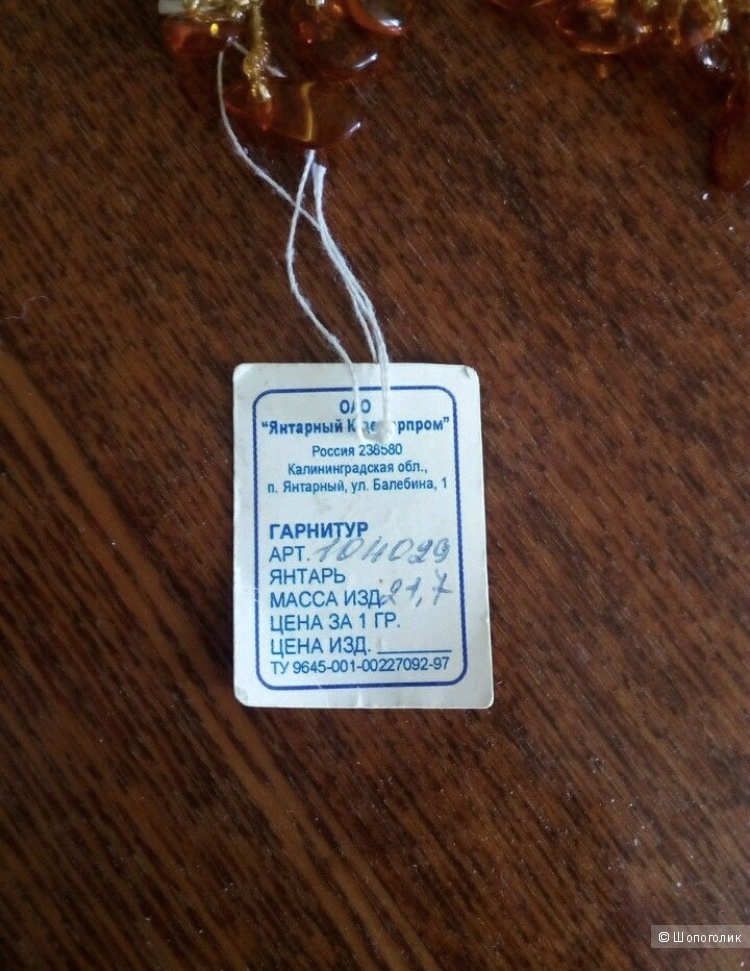 ОАО
"Янтарный
Россия 238580
Калининградская обл.,
п. Янтарный, ул. Балебина, 1
ГАРНИТУР
АРТ. 104029
ЯНТАРЬ
МАССА ИЗД. 21,7
ЦЕНА ЗА 1 ГР.
ЦЕНА ИЗД.
ТУ 9645-001-00227092-97
© Шопоголик